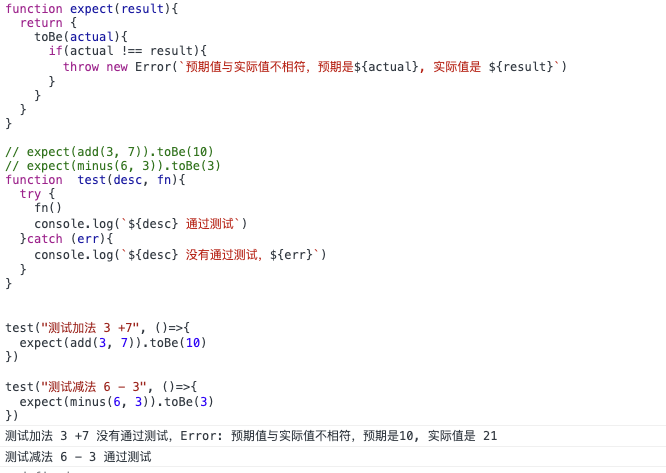 function expect(result){
  return {
    toBe(actual){
      if(actual !== result){
        throw new Error(`预期值与实际值不相符，预期是${actual}, 实际值是 ${result}`)
      }
    }
  }
}
// expect(add(3, 7)).toBe(10)
// expect(minus(6, 3)).toBe(3)
function  test(desc, fn){
  try {
    fn()
    console.log(`${desc} 通过测试`)
  }catch (err){
    console.log(`${desc} 没有通过测试，${err}`)
  }
}
test("测试加法 3 +7", ()=>{
  expect(add(3, 7)).toBe(10)
})
test("测试减法 6 - 3", ()=>{
  expect(minus(6, 3)).toBe(3)
})
测试加法 3 +7 没有通过测试，Error: 预期值与实际值不相符，预期是10, 实际值是 21
测试减法 6 - 3 通过测试